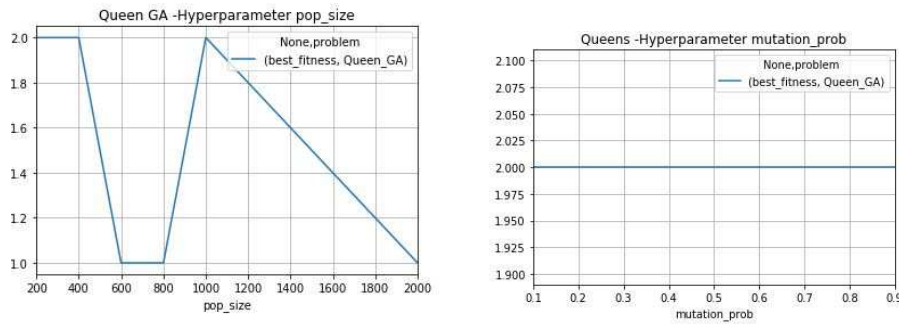 Queen GA -Hyperparameter pop_size
None,problem
(best_fitness, Queen_GA)
2.0
1.8
1.6
1.4
1.2
1.0
200 400 600 800 1000 1200 1400 1600 1800 2000
pop_size
Queens -Hyperparameter mutation_prob
None,problem
(best_fitness, Queen_GA)
2.100
2.075
2.050
2.025
2.000
1.975
1.950
1.925
1.900
0.1 0.2 0.3 0.4 0.5 0.6 0.7 0.8 0.9
mutation_prob